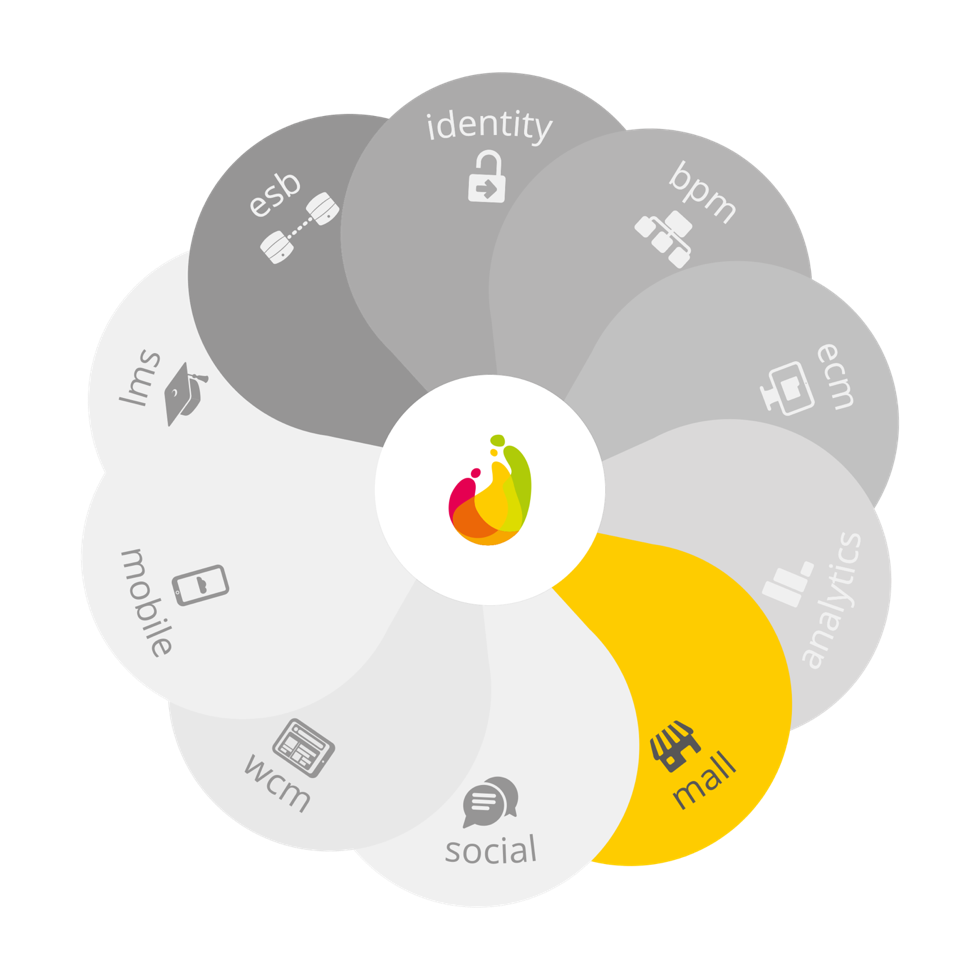 identity
bpm
ecm
analytics
mall
social
wcm
mobile
lms
esb